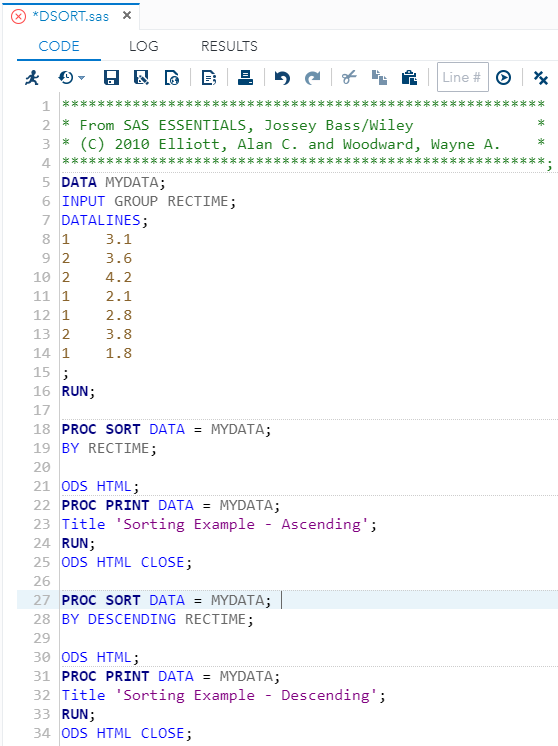 *DSORT.sas ×
CODE LOG RESULTS
Line #
1 ********************************************************
2 * From SAS ESSENTIALS, Jossey Bass/Wiley *
3 * (C) 2010 Elliott, Alan C. and Woodward, Wayne A. *
4 ********************************************************;
5 DATA MYDATA;
6 INPUT GROUP RECTIME;
7 DATALINES;
8 1 3.1
9 2 3.6
10 2 4.2
11 1 2.1
12 1 2.8
13 2 3.8
14 1 1.8
15 ;
16 RUN;
17
18 PROC SORT DATA = MYDATA;
19 BY RECTIME;
20
21 ODS HTML;
22 PROC PRINT DATA = MYDATA;
23 Title 'Sorting Example - Ascending';
24 RUN;
25 ODS HTML CLOSE;
26
27 PROC SORT DATA = MYDATA;
28 BY DESCENDING RECTIME;
29
30 ODS HTML;
31 PROC PRINT DATA = MYDATA;
32 Title 'Sorting Example - Descending';
33 RUN;
34 ODS HTML CLOSE;